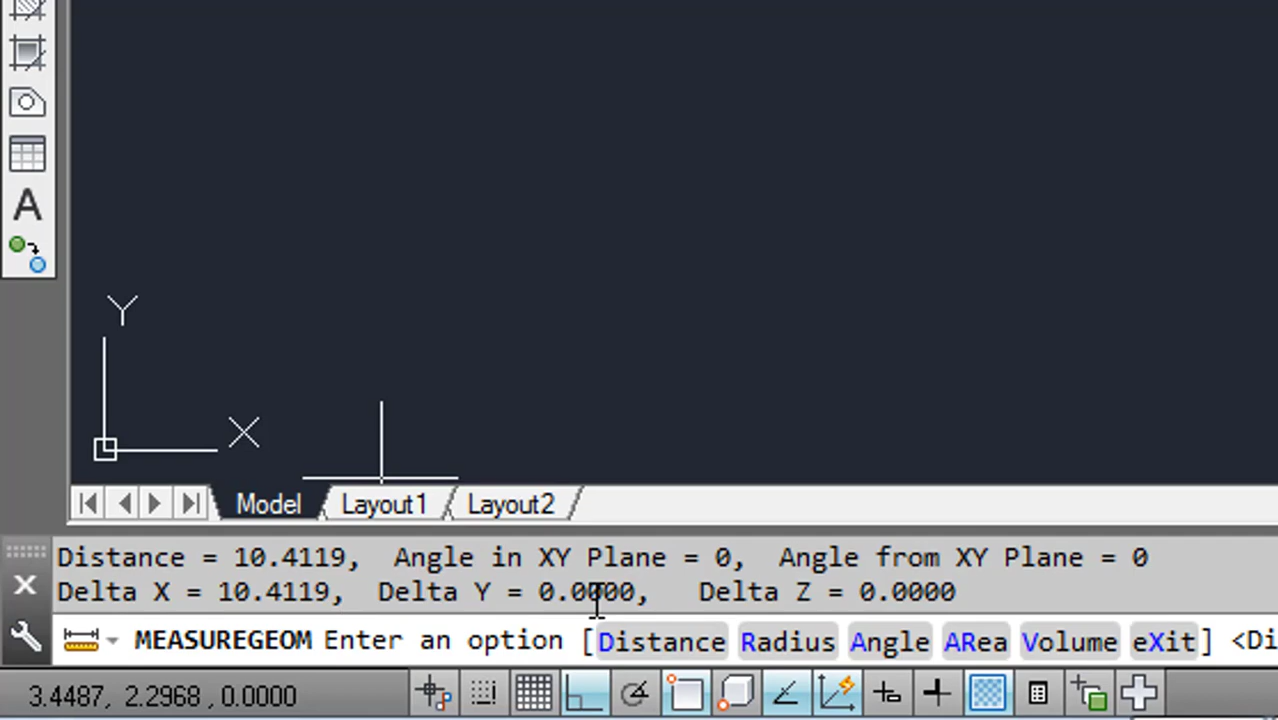 A
Y
X
Model Layout1 Layout2
Distance = 10.4119, Angle in XY Plane = 0, Angle from XY Plane = 0
Delta X = 10.4119, Delta Y = 0.0000, Delta Z = 0.0000
MEASUREGEOM Enter an option [Distance Radius Angle ARea Volume eXit] <Di
3.4487, 2.2968 , 0.0000